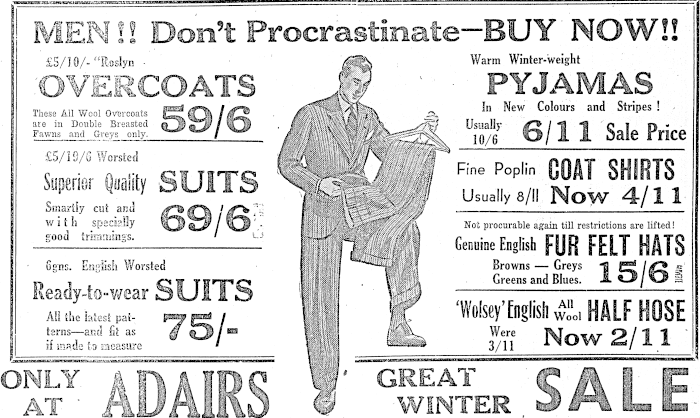 MEN!! Don't Procrastinate—BUY NOW!!
£5/10/- "Roslyn
OVERCOATS
These All Wool Overcoats
are in Double Breasted
Fawns and Greys only.
59/6
£5/19/6 Worsted
Superior Quality SUITS
Smartly cut and
with specially
good trimmings.
69/6
6gns. English Worsted
Ready-to-wear SUITS
All the latest pat-
terns—and fit as
if made to measure
75/-
Warm Winter-weight
PYJAMAS
In New Colours and Stripes!
Usually
10/6
6/11 Sale Price
Fine Poplin COAT SHIRTS
Usually 8/11 Now 4/11
Not procurable again till restrictions are lifted!
Genuine English FUR FELT HATS
Browns — Greys
Greens and Blues.
15/6
'Wolsey' English All
Wool HALF HOSE
Were
3/11
Now 2/11
ONLY
AT
ADAIRS
GREAT
WINTER
SALE